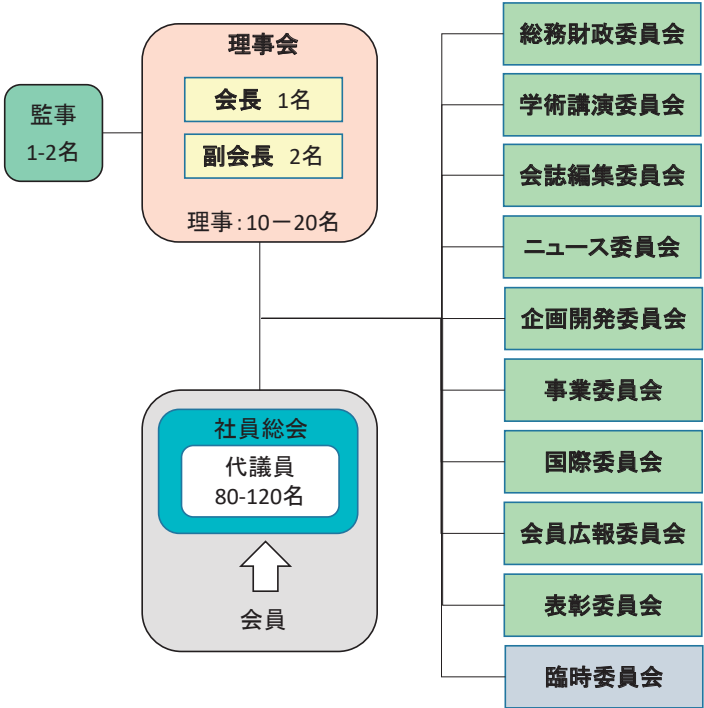 監事
1-2名
理事会
会長 1名
副会長 2名
理事：10－20名
社員総会
代議員
80-120名
会員
総務財政委員会
学術講演委員会
会誌編集委員会
ニュース委員会
企画開発委員会
事業委員会
国際委員会
会員広報委員会
表彰委員会
臨時委員会